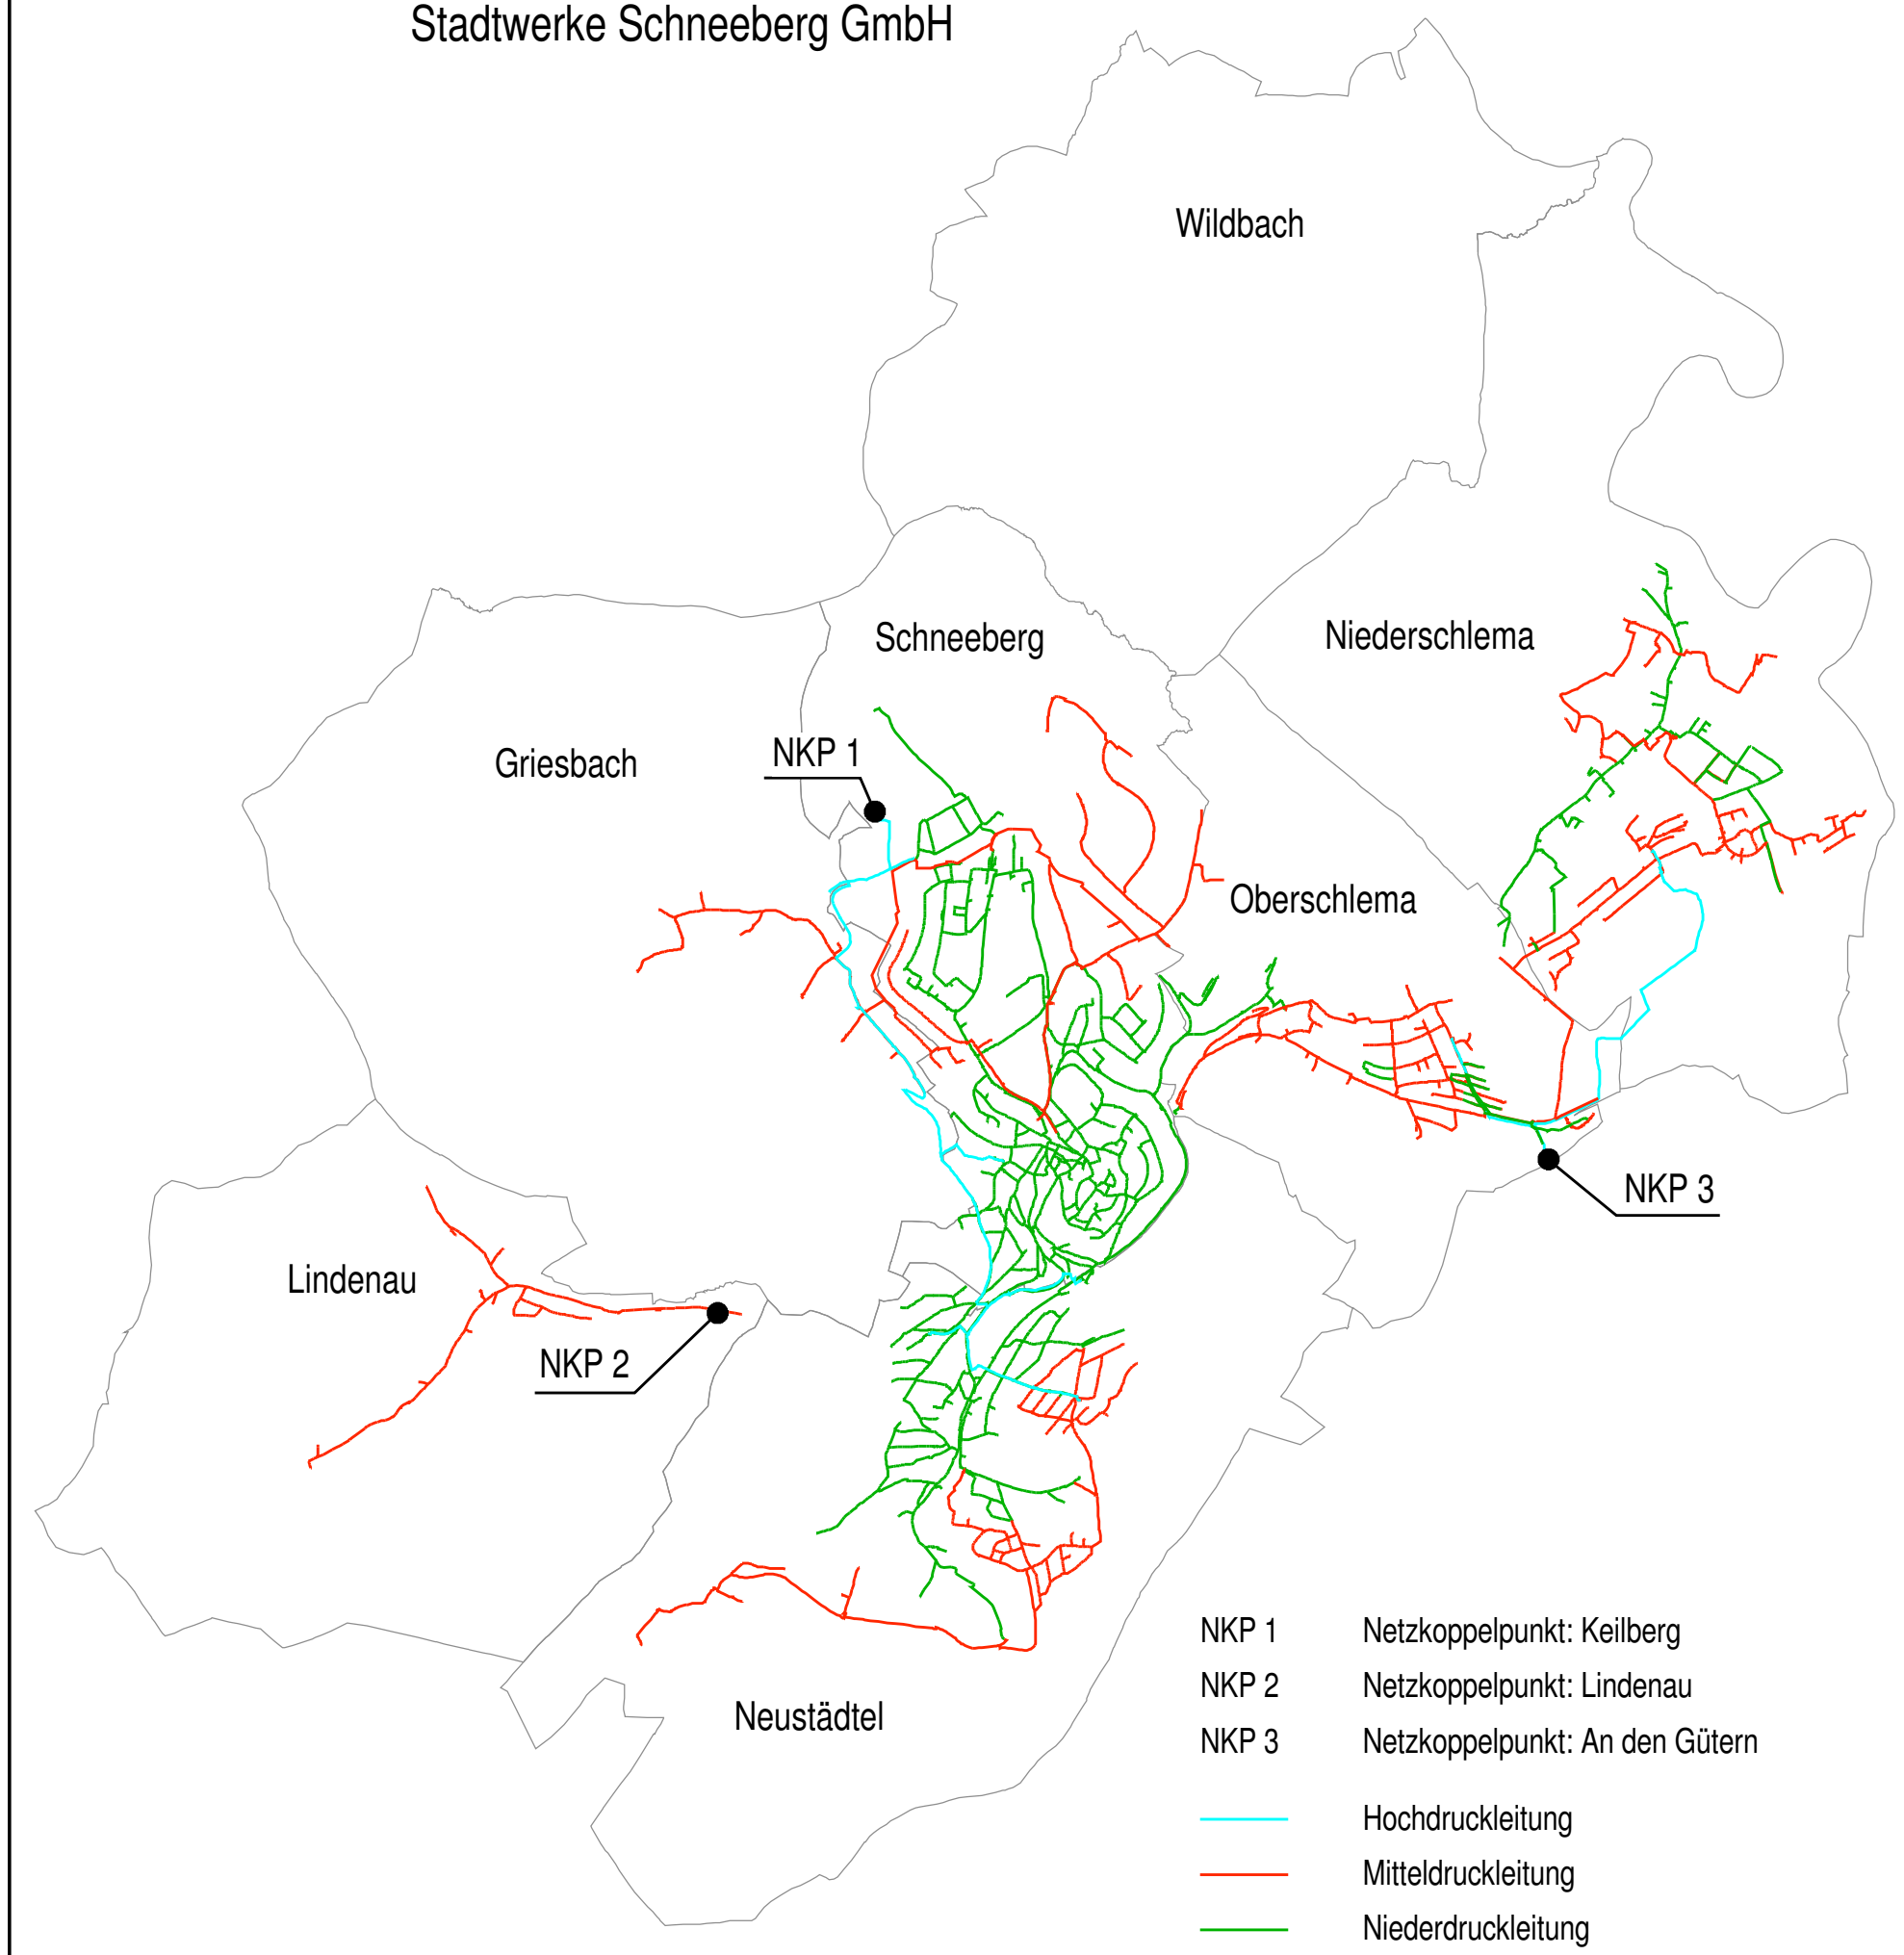 Stadtwerke Schneeberg GmbH
Wildbach
Schneeberg
Niederschlema
Griesbach
NKP 1
Oberschlema
NKP 3
Lindenau
NKP 2
Neustädtel
NKP 1 Netzkoppelpunkt: Keilberg
NKP 2 Netzkoppelpunkt: Lindenau
NKP 3 Netzkoppelpunkt: An den Gütern
Hochdruckleitung
Mitteldruckleitung
Niederdruckleitung